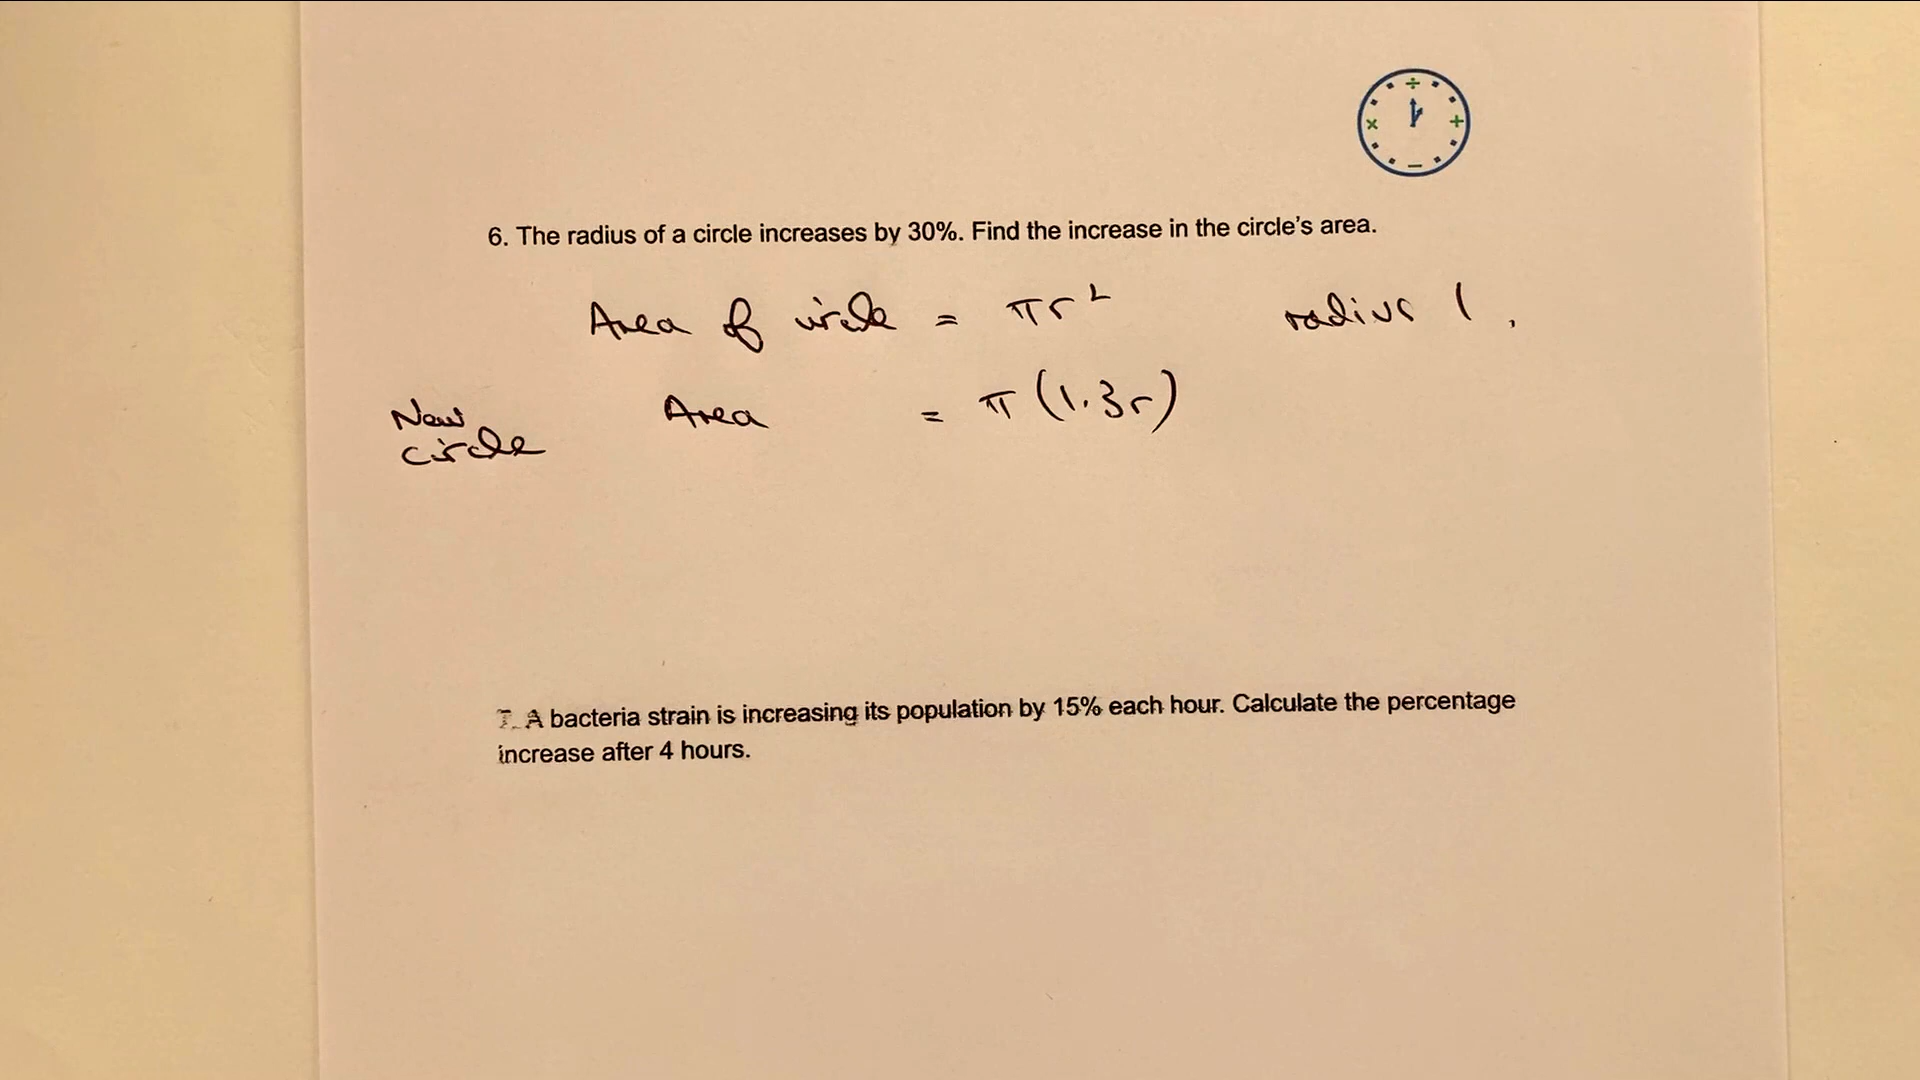 6. The radius of a circle increases by 30%. Find the increase in the circle's area.
Area of circle = πr² radius 1,
New Area = π(1.3r)
circle
7. A bacteria strain is increasing its population by 15% each hour. Calculate the percentage
increase after 4 hours.